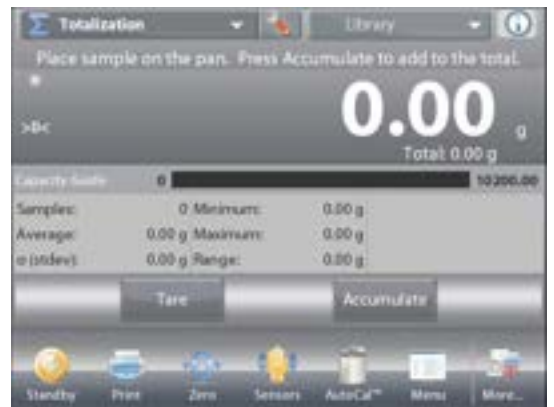 Σ Totalization Library
Place sample on the pan. Press Accumulate to add to the total.
*
>0< 0.00 g
Total: 0.00 g
Capacity Guide 0 10200.00
Samples: 0 Minimum: 0.00 g
Average: 0.00 g Maximum: 0.00 g
σ (stdev): 0.00 g Range: 0.00 g
Tare Accumulate
Standby Print Zero Sensors AutoCal™ Menu More...